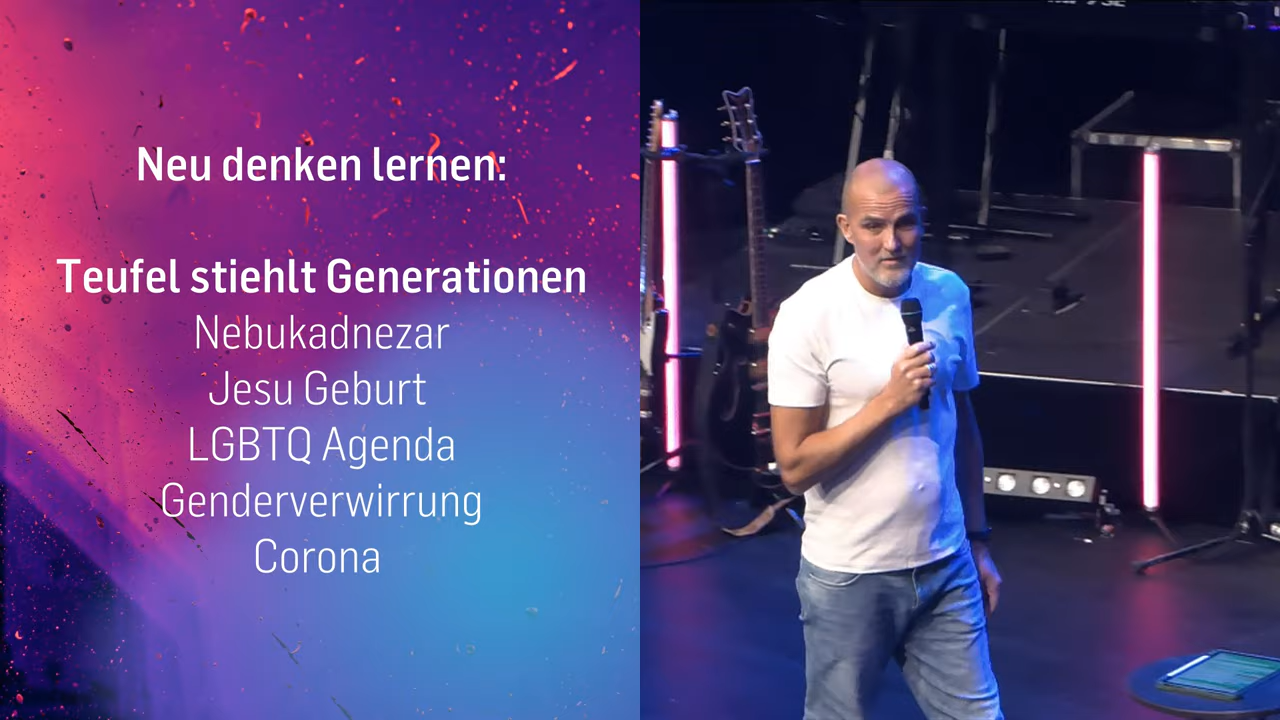 Neu denken lernen:
Teufel stiehlt Generationen
Nebukadnezar
Jesu Geburt
LGBTQ Agenda
Genderverwirrung
Corona